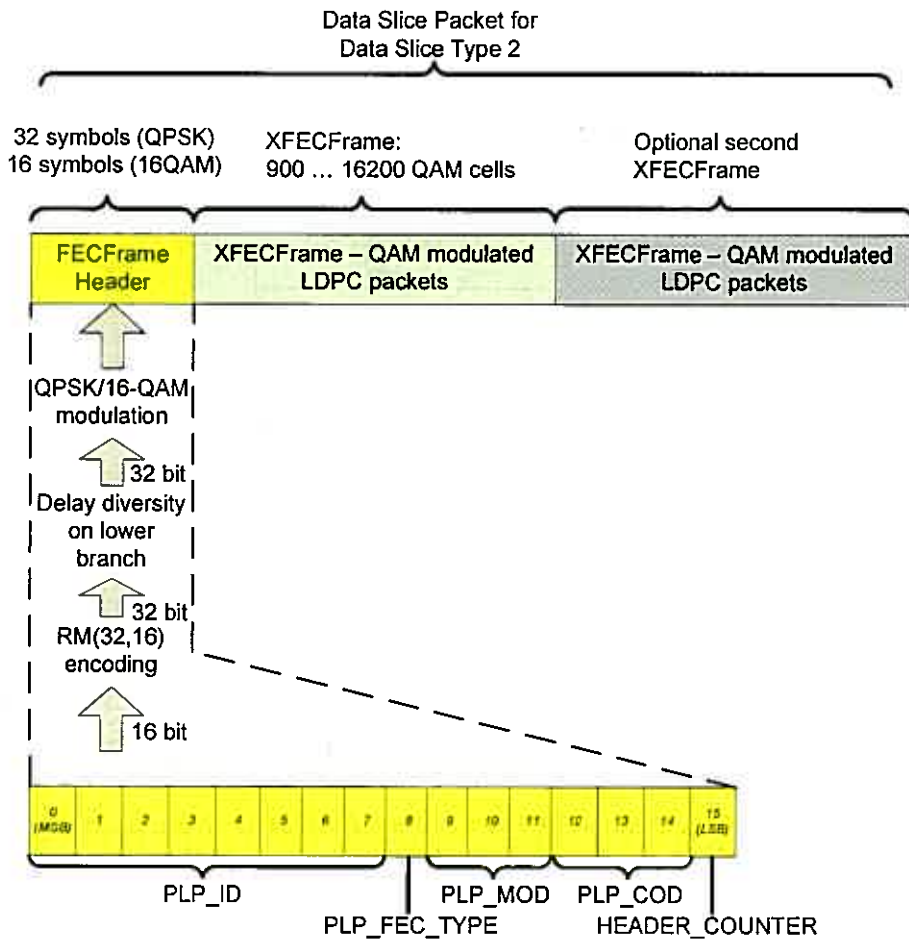 Data Slice Packet for
Data Slice Type 2
32 symbols (QPSK)
16 symbols (16QAM)
XFECFrame:
900 ... 16200 QAM cells
Optional second
XFECFrame
FECFrame
Header
XFECFrame – QAM modulated
LDPC packets
XFECFrame – QAM modulated
LDPC packets
QPSK/16-QAM
modulation
32 bit
Delay diversity
on lower
branch
32 bit
RM(32,16)
encoding
16 bit
0
(MSB)
1
2
3
4
5
6
7
8
9
10
11
12
13
14
15
(LSB)
PLP_ID
PLP_MOD
PLP_COD
PLP_FEC_TYPE
HEADER_COUNTER